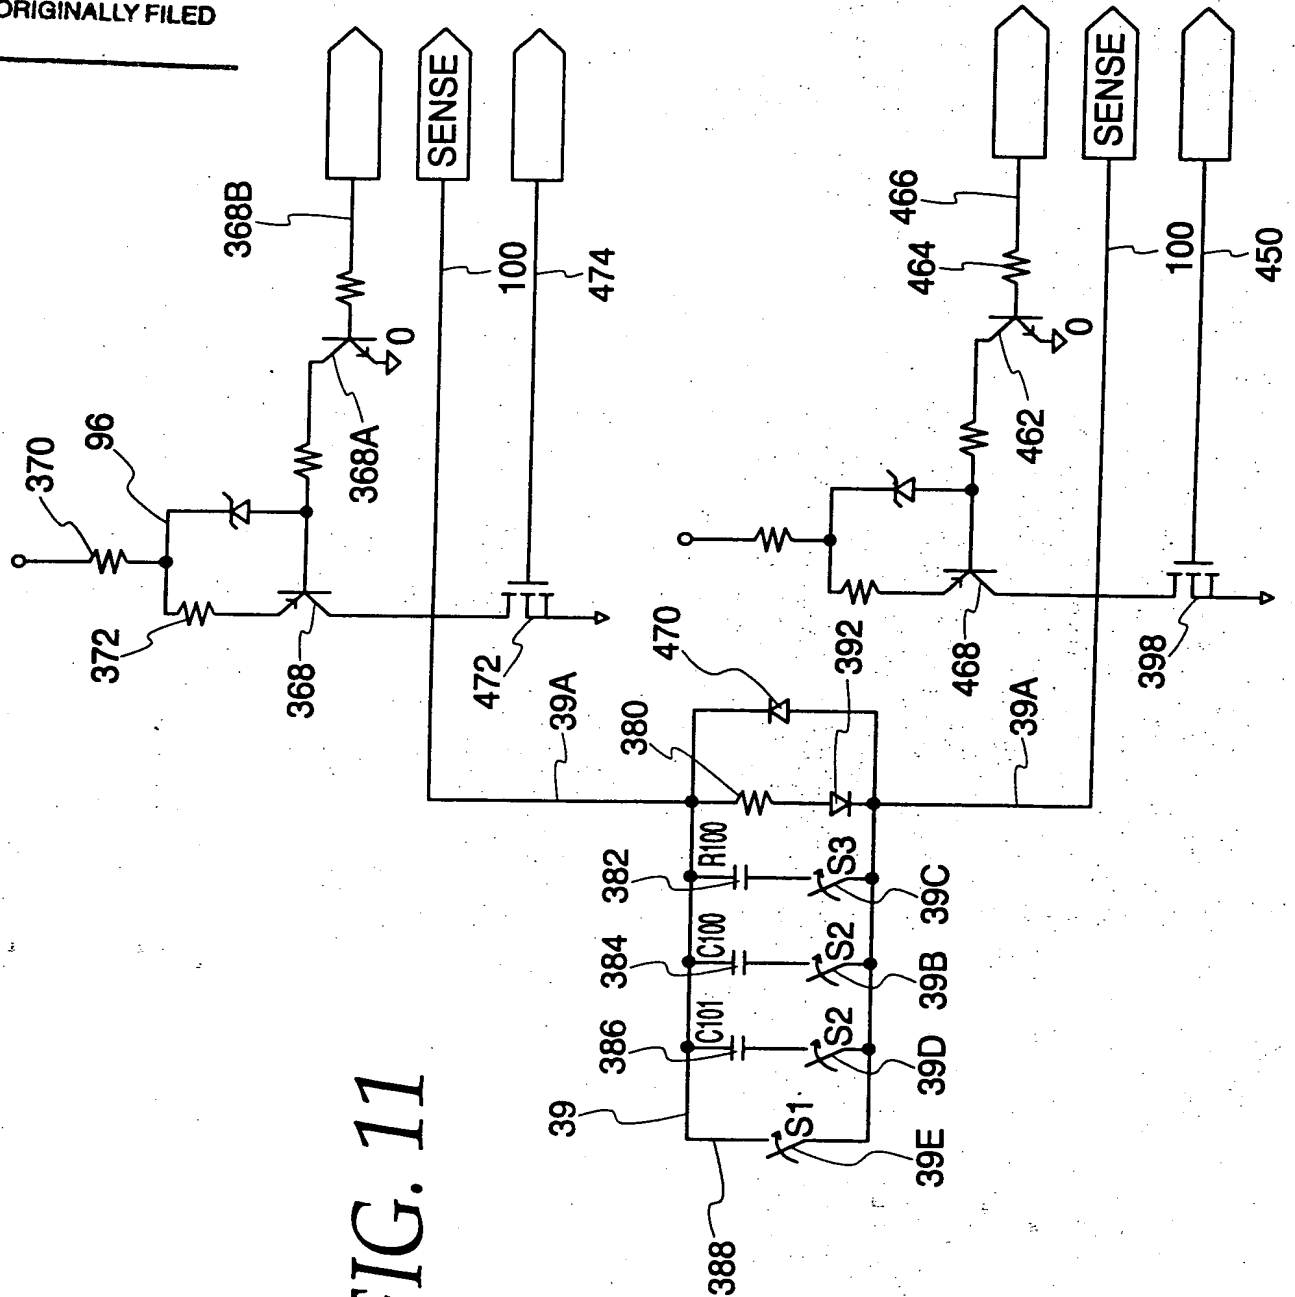 ORIGINALLY FILED
370
96
372
368
368A
368B
0
SENSE
100
474
472
39A
470
380
392
382
R100
S3
39C
384
C100
S2
39B
386
C101
S2
39D
39
S1
39E
388
466
464
462
0
SENSE
100
450
468
398
39A
FIG. 11